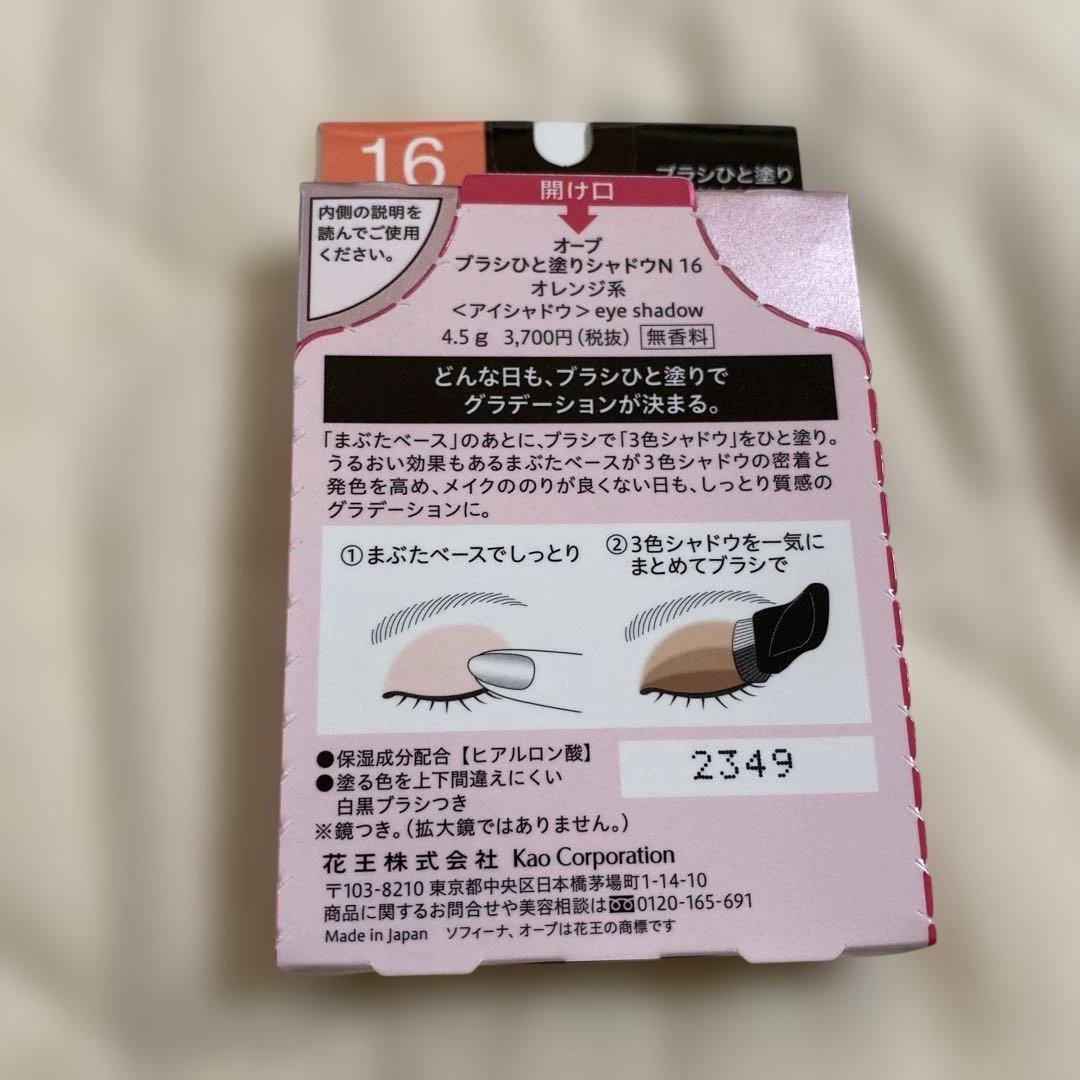 16
ブラシひと塗り
開け口
内側の説明を
読んでご使用
ください。
オーブ
ブラシひと塗りシャドウN 16
オレンジ系
＜アイシャドウ＞eye shadow
4.5g 3,700円（税抜） 無香料
どんな日も、ブラシひと塗りで
グラデーションが決まる。
「まぶたベース」のあとに、ブラシで「3色シャドウ」をひと塗り。
うるおい効果もあるまぶたベースが3色シャドウの密着と
発色を高め、メイクののりが良くない日も、しっとり質感の
グラデーションに。
①まぶたベースでしっとり
②3色シャドウを一気に
まとめてブラシで
●保湿成分配合【ヒアルロン酸】
●塗る色を上下間違えにくい
白黒ブラシつき
※鏡つき。（拡大鏡ではありません。）
2349
花王株式会社 Kao Corporation
〒103-8210 東京都中央区日本橋茅場町1-14-10
商品に関するお問合せや美容相談は0120-165-691
Made in Japan ソフィーナ、オーブは花王の商標です